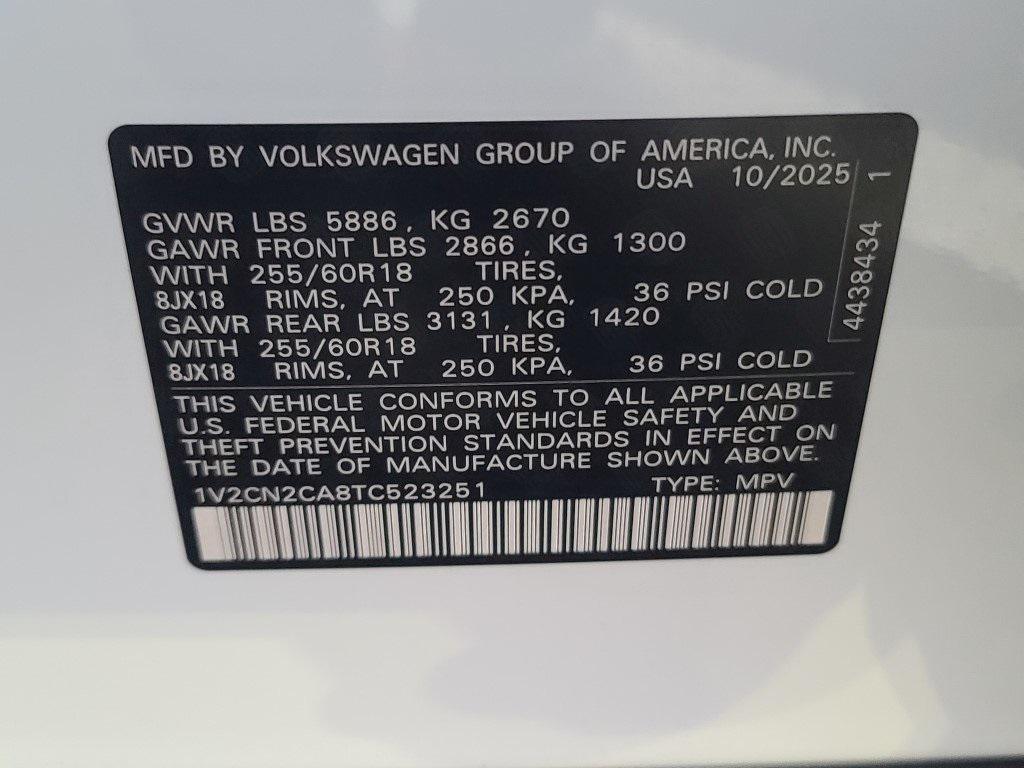 MFD BY VOLKSWAGEN GROUP OF AMERICA, INC.
USA 10/2025
GVWR LBS 5886, KG 2670
GAWR FRONT LBS 2866, KG 1300
WITH 255/60R18 TIRES,
8JX18 RIMS, AT 250 KPA, 36 PSI COLD
GAWR REAR LBS 3131, KG 1420
WITH 255/60R18 TIRES,
8JX18 RIMS, AT 250 KPA, 36 PSI COLD
THIS VEHICLE CONFORMS TO ALL APPLICABLE
U.S. FEDERAL MOTOR VEHICLE SAFETY AND
THEFT PREVENTION STANDARDS IN EFFECT ON
THE DATE OF MANUFACTURE SHOWN ABOVE.
1V2CN2CA8TC523251 TYPE: MPV
4438434 1